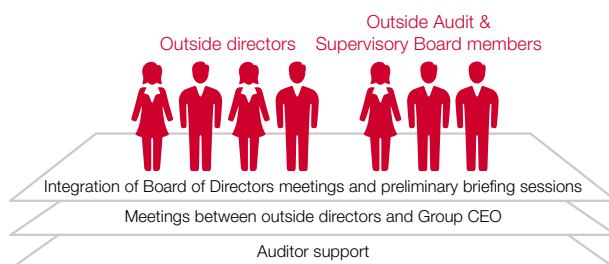 Outside directors
Outside Audit &
Supervisory Board members
Integration of Board of Directors meetings and preliminary briefing sessions
Meetings between outside directors and Group CEO
Auditor support